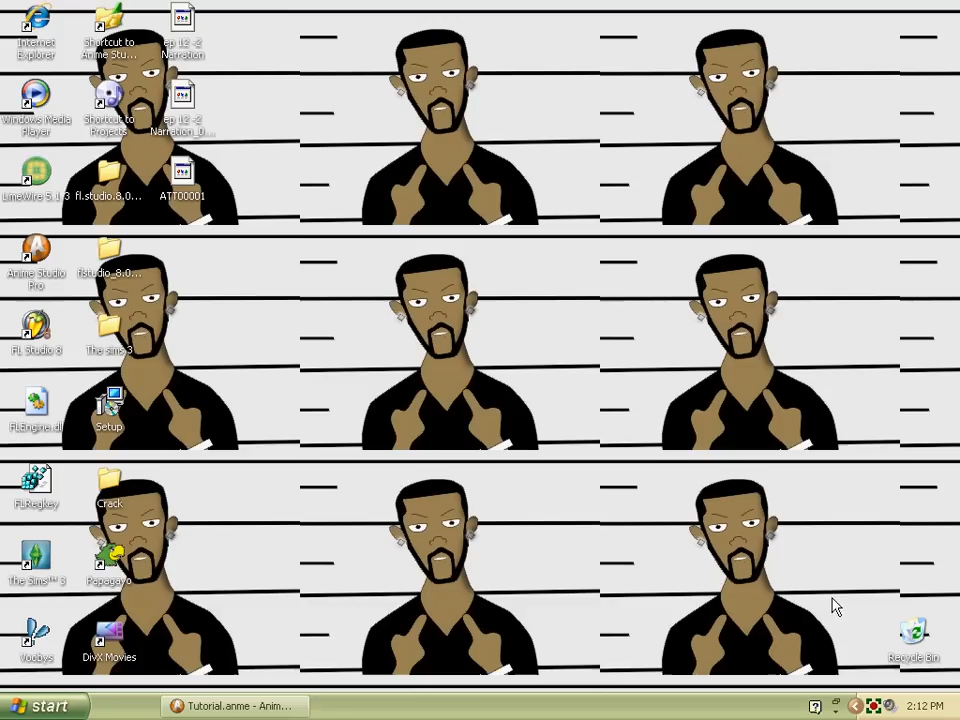 Internet
Explorer
Shortcut to
Anime Stu...
ep 12 -2
Narration
Windows Media
Player
Shortcut to
Projects
ep 12 -2
Narration_0...
LimeWire 5.1.3
fl.studio.8.0...
ATT00001
Anime Studio
Pro
flstudio_8.0...
FL Studio 8
The sims 3
FLEngine.dll
Setup
FLRegkey
Crack
The Sims™ 3
Papagayo
DivX Movies
Recycle Bin
start
Tutorial.anme - Anim...
2:12 PM